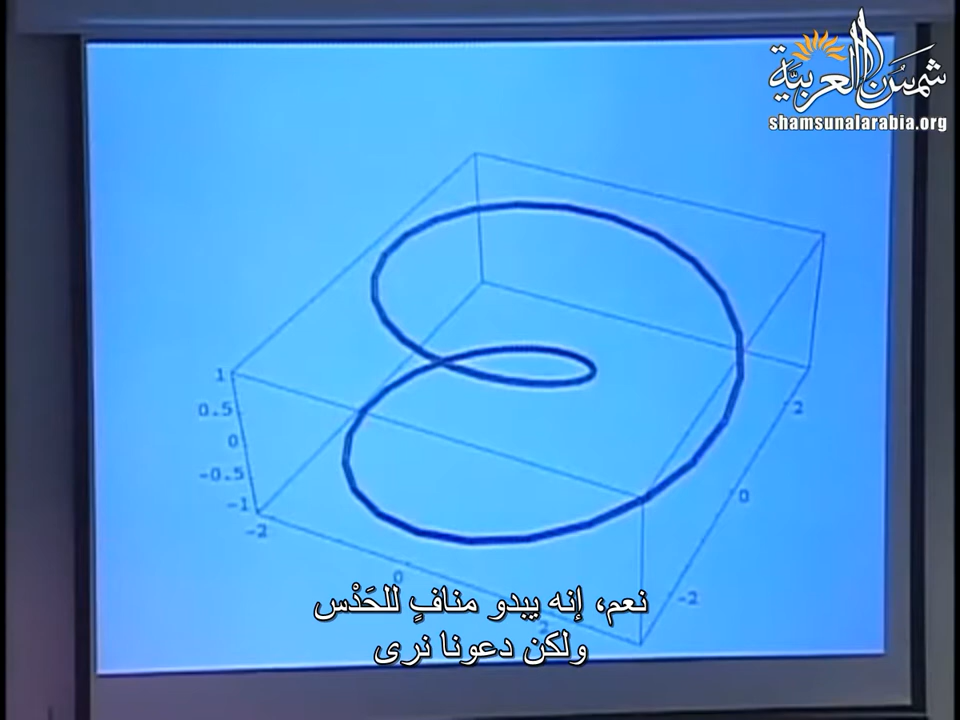 شمس العربية
shamsunalarabia.org
1
0.5
0
-0.5
-1
-2
0
2
-2
0
2
نعم، إنه يبدو منافٍ للحَدْس
ولكن دعونا نرى